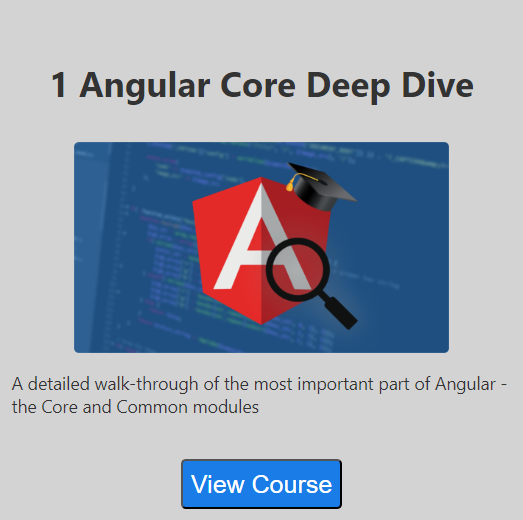 1 Angular Core Deep Dive
A
A detailed walk-through of the most important part of Angular -
the Core and Common modules
View Course